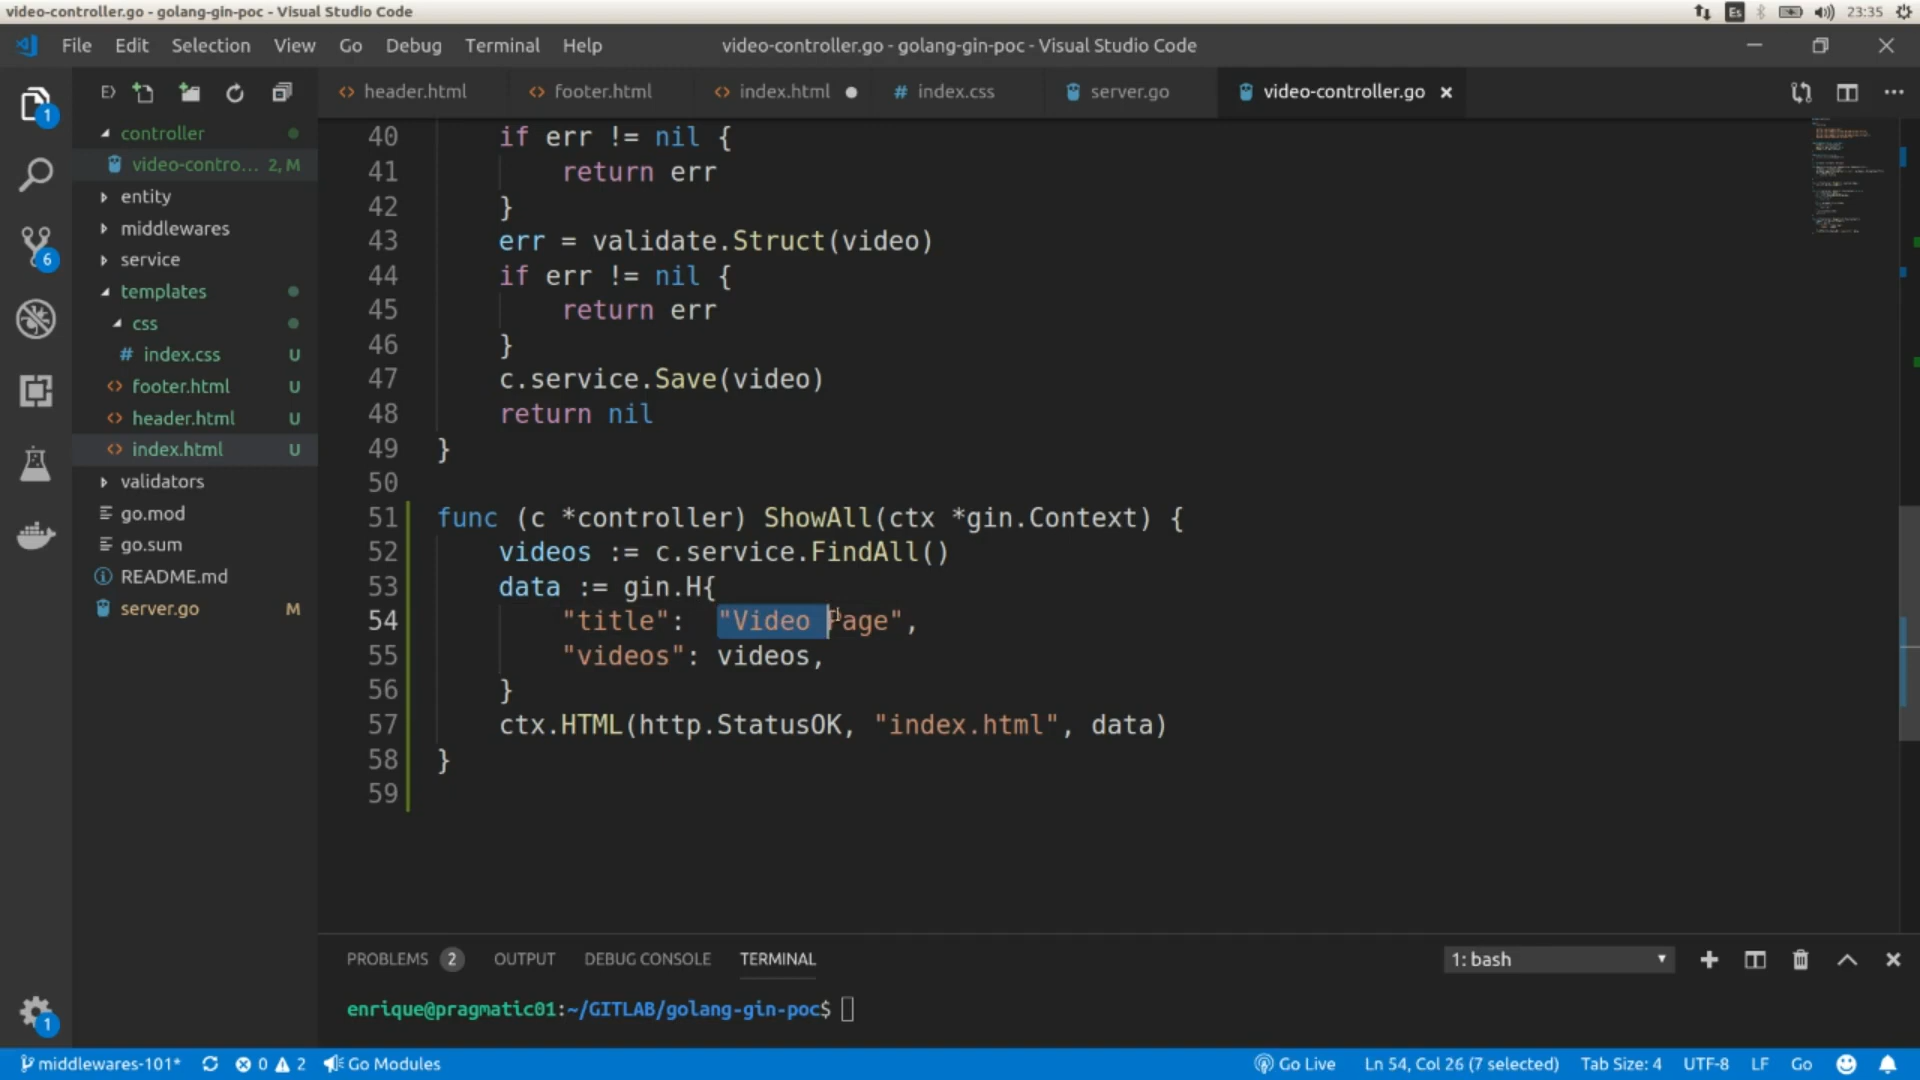 video-controller.go - golang-gin-poc - Visual Studio Code
Es
23:35
File Edit Selection View Go Debug Terminal Help
video-controller.go - golang-gin-poc - Visual Studio Code
header.html
footer.html
index.html
index.css
server.go
video-controller.go
1
6
controller
video-contro... 2, M
entity
middlewares
service
templates
css
index.css U
footer.html U
header.html U
index.html U
validators
go.mod
go.sum
README.md
server.go M
40 if err != nil {
41 return err
42 }
43 err = validate.Struct(video)
44 if err != nil {
45 return err
46 }
47 c.service.Save(video)
48 return nil
49 }
50
51 func (c *controller) ShowAll(ctx *gin.Context) {
52 videos := c.service.FindAll()
53 data := gin.H{
54 "title": "Video Page",
55 "videos": videos,
56 }
57 ctx.HTML(http.StatusOK, "index.html", data)
58 }
59
PROBLEMS 2 OUTPUT DEBUG CONSOLE TERMINAL
1: bash
enrique@pragmatic01:~/GITLAB/golang-gin-poc$
1
middlewares-101* 0 2 Go Modules
Go Live Ln 54, Col 26 (7 selected) Tab Size: 4 UTF-8 LF Go